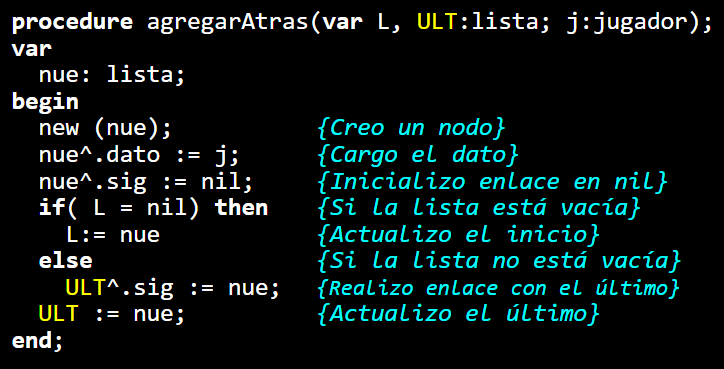 procedure agregarAtras(var L, ULT:lista; j:jugador);
var
  nue: lista;
begin
  new (nue);           {Creo un nodo}
  nue^.dato := j;      {Cargo el dato}
  nue^.sig := nil;     {Inicializo enlace en nil}
  if( L = nil) then    {Si la lista está vacía}
    L:= nue            {Actualizo el inicio}
  else                 {Si la lista no está vacía}
    ULT^.sig := nue;   {Realizo enlace con el último}
  ULT := nue;          {Actualizo el último}
end;